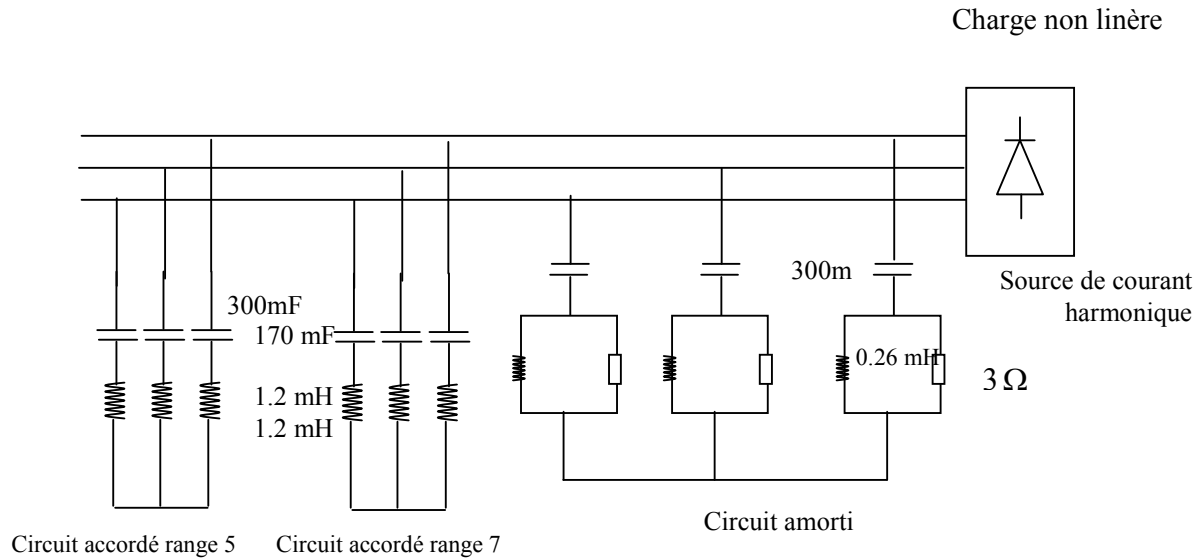 Charge non linère
300m
Source de courant
harmonique
300mF
170 mF
0.26 mH
3 Ω
1.2 mH
1.2 mH
Circuit amorti
Circuit accordé range 5
Circuit accordé range 7